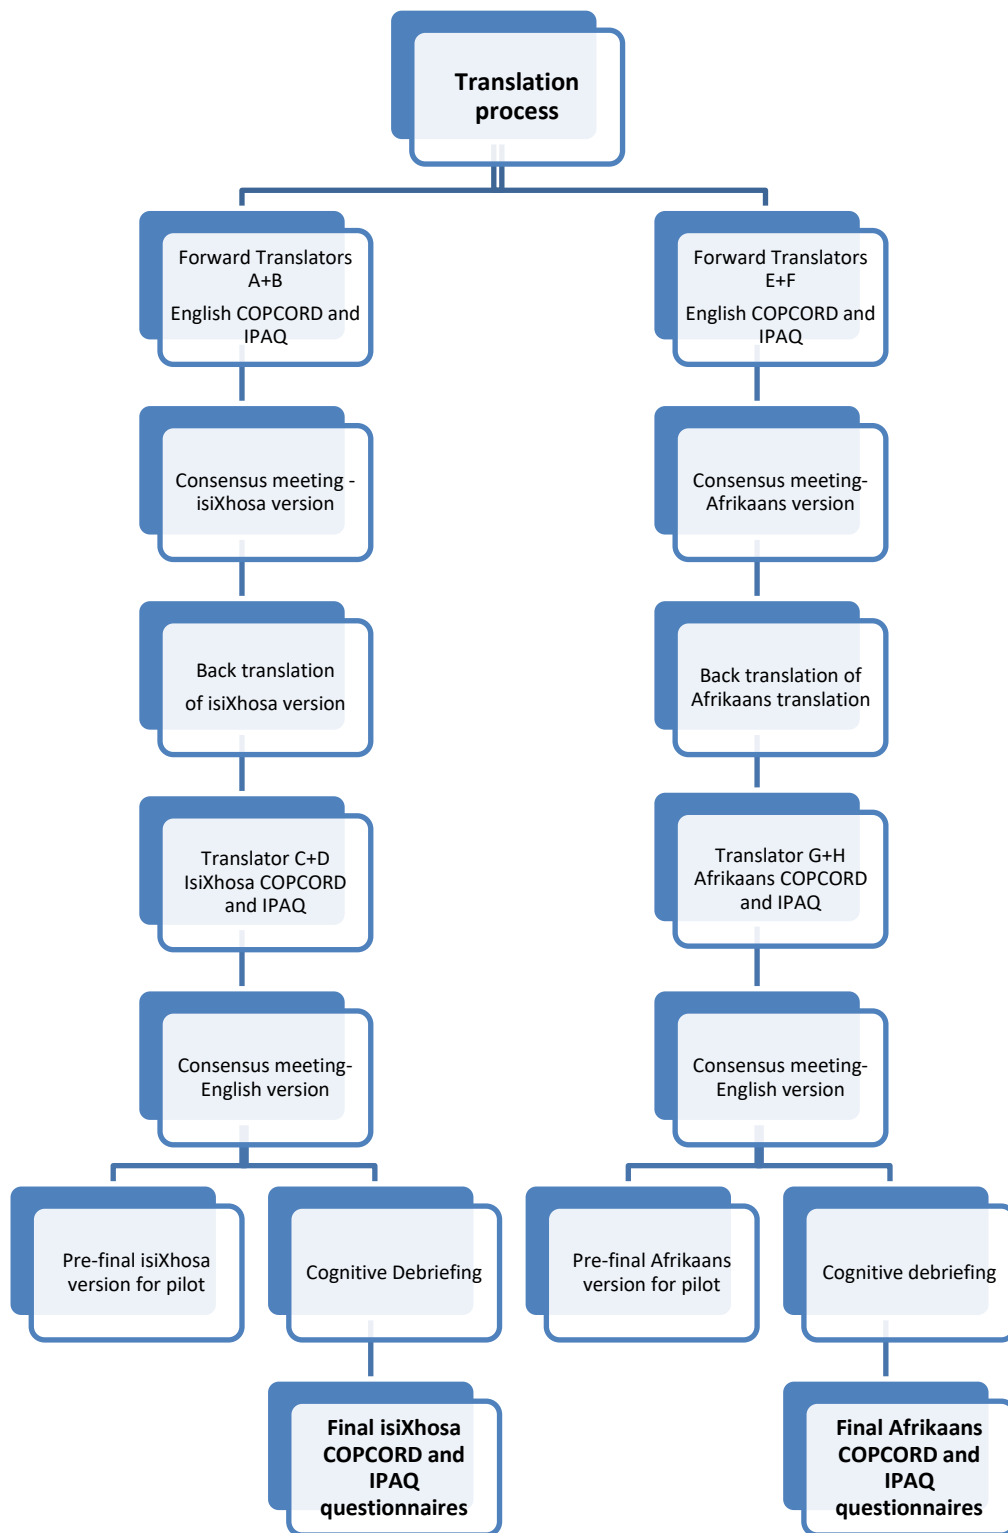 Translation
process
Forward Translators
A+B
English COPCORD and
IPAQ
Forward Translators
E+F
English COPCORD and
IPAQ
Consensus meeting -
isiXhosa version
Consensus meeting-
Afrikaans version
Back translation
of isiXhosa version
Back translation of
Afrikaans translation
Translator C+D
IsiXhosa COPCORD
and IPAQ
Translator G+H
Afrikaans COPCORD
and IPAQ
Consensus meeting-
English version
Consensus meeting-
English version
Pre-final isiXhosa
version for pilot
Cognitive Debriefing
Pre-final Afrikaans
version for pilot
Cognitive debriefing
Final isiXhosa
COPCORD and
IPAQ
questionnaires
Final Afrikaans
COPCORD and
IPAQ
questionnaires